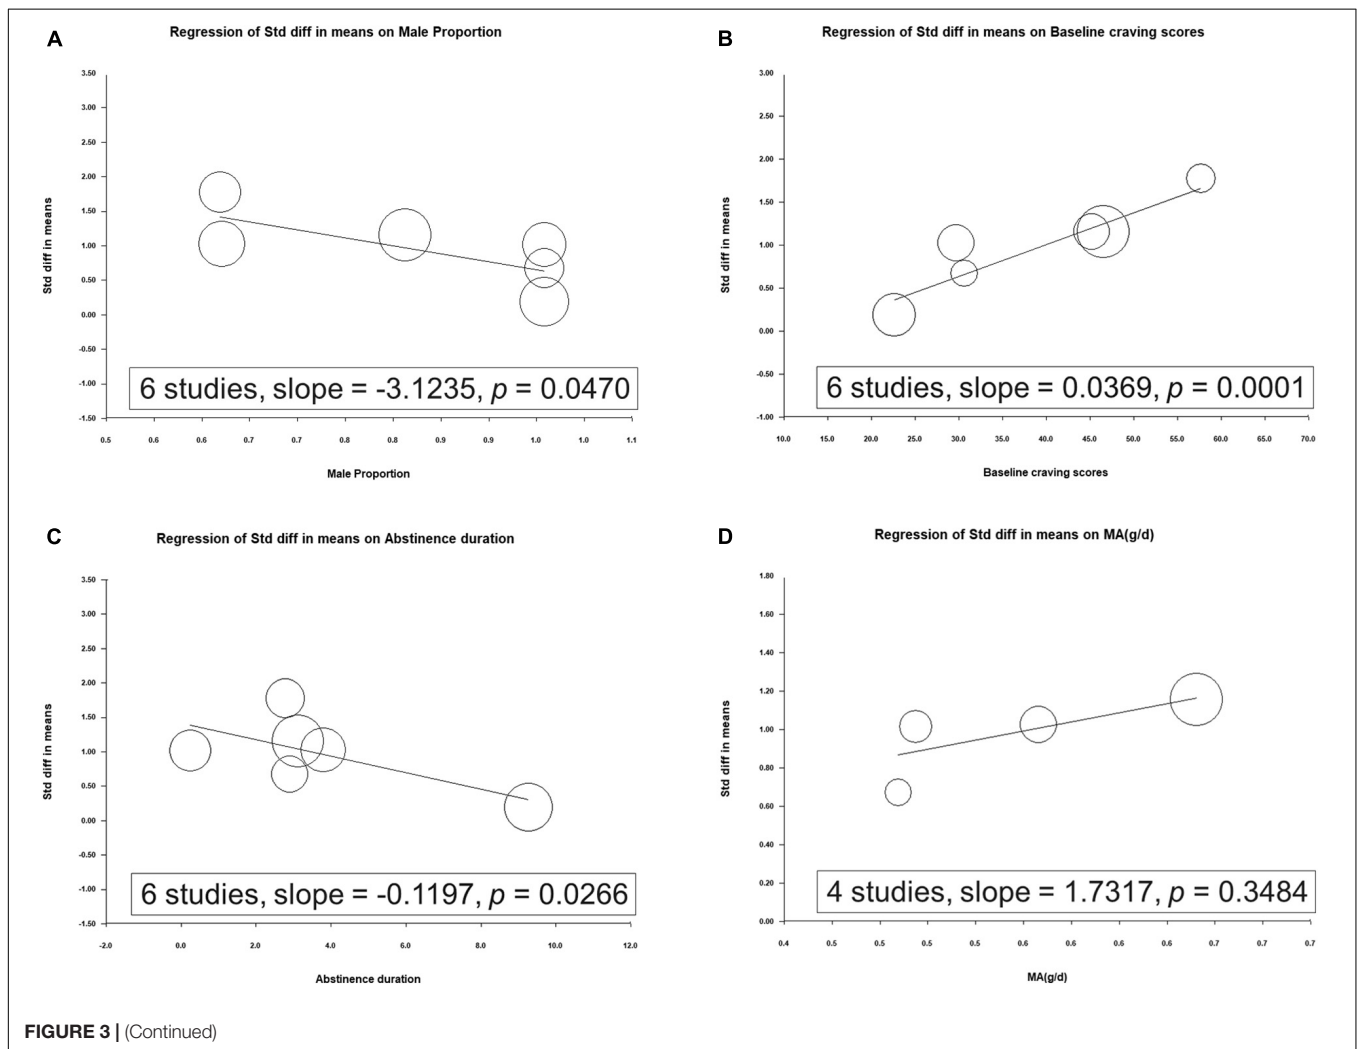 A
Regression of Std diff in means on Male Proportion
3.50
3.00
2.50
2.00
1.50
1.00
0.50
0.00
-0.50
-1.00
-1.50
Std diff in means
6 studies, slope = -3.1235, p = 0.0470
0.5 0.6 0.6 0.7 0.7 0.8 0.8 0.9 0.9 1.0 1.0 1.1
Male Proportion
B
Regression of Std diff in means on Baseline craving scores
3.00
2.50
2.00
1.50
1.00
0.50
0.00
-0.50
-1.00
Std diff in means
6 studies, slope = 0.0369, p = 0.0001
10.0 15.0 20.0 25.0 30.0 35.0 40.0 45.0 50.0 55.0 60.0 65.0 70.0
Baseline craving scores
C
Regression of Std diff in means on Abstinence duration
3.50
3.00
2.50
2.00
1.50
1.00
0.50
0.00
-0.50
-1.00
-1.50
Std diff in means
6 studies, slope = -0.1197, p = 0.0266
-2.0 0.0 2.0 4.0 6.0 8.0 10.0 12.0
Abstinence duration
D
Regression of Std diff in means on MA(g/d)
1.80
1.60
1.40
1.20
1.00
0.80
0.60
0.40
0.20
0.00
Std diff in means
4 studies, slope = 1.7317, p = 0.3484
0.4 0.5 0.5 0.5 0.5 0.6 0.6 0.6 0.6 0.7 0.7 0.7
MA(g/d)
FIGURE 3 | (Continued)